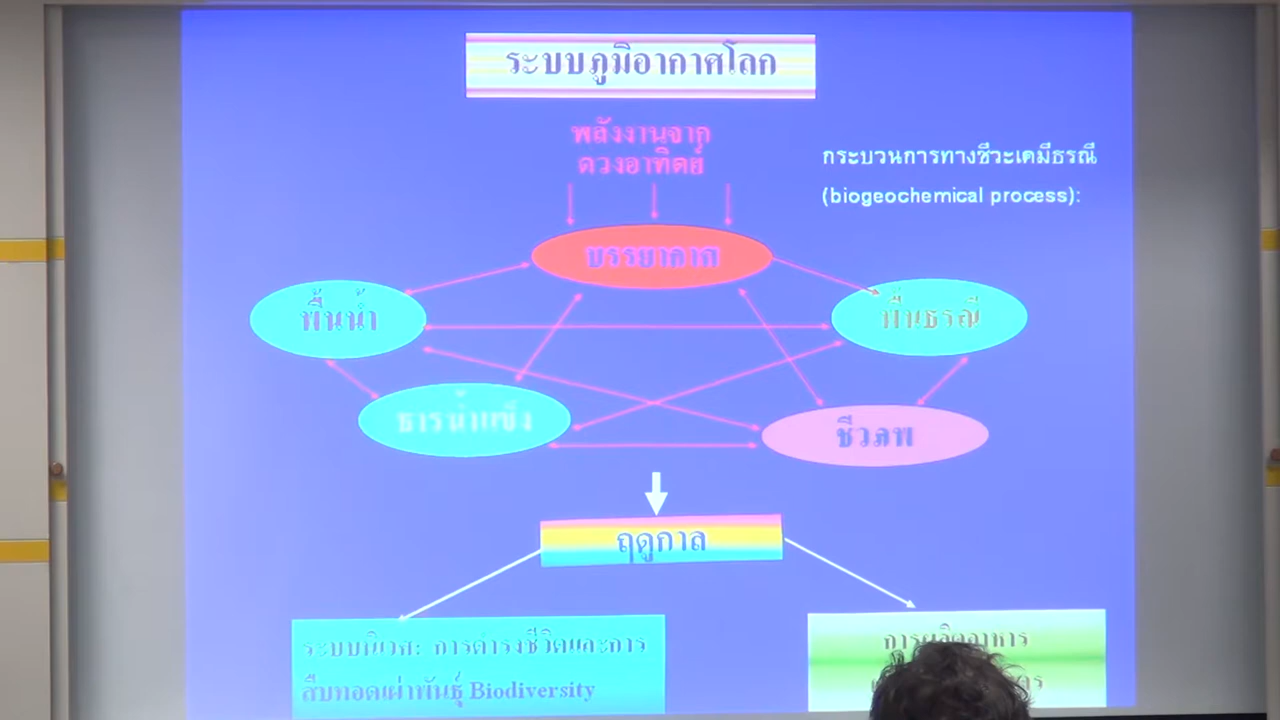 ระบบภูมิอากาศโลก
พลังงานจาก
ดวงอาทิตย์
กระบวนการทางชีวะเคมีธรณี
(biogeochemical process):
บรรยากาศ
พื้นน้ำ
พื้นธรณี
ธารน้ำแข็ง
ชีวภาพ
ฤดูกาล
ระบบนิเวศ: การดำรงชีวิตและการ
สืบทอดเผ่าพันธุ์ Biodiversity
การผลิตอาหาร